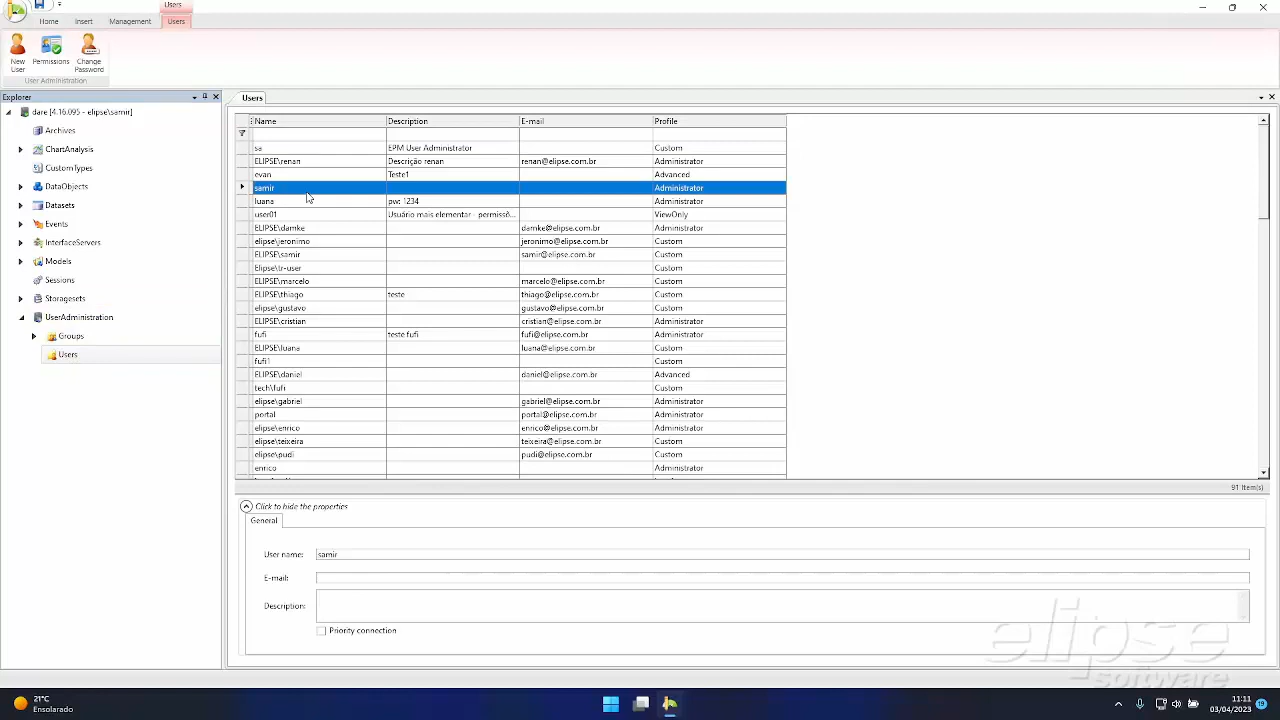 Users
Home Insert Management Users
New User Permissions Change Password
User Administration
Explorer
dare [4.16.095 - elipse\samir]
Archives
ChartAnalysis
CustomTypes
DataObjects
Datasets
Events
InterfaceServers
Models
Sessions
Storagesets
UserAdministration
Groups
Users
Users
Name Description E-mail Profile
sa EPM User Administrator Custom
ELIPSE\renan Descrição renan renan@elipse.com.br Administrator
evan Teste1 Advanced
samir Administrator
luana pw: 1234 Administrator
user01 Usuário mais elementar - permissõ... ViewOnly
ELIPSE\damke damke@elipse.com.br Administrator
elipse\jeronimo jeronimo@elipse.com.br Custom
ELIPSE\samir samir@elipse.com.br Custom
Elipse\tr-user Custom
ELIPSE\marcelo marcelo@elipse.com.br Custom
ELIPSE\thiago teste thiago@elipse.com.br Custom
elipse\gustavo gustavo@elipse.com.br Custom
ELIPSE\cristian cristian@elipse.com.br Administrator
fufi teste fufi fufi@elipse.com.br Administrator
ELIPSE\luana luana@elipse.com.br Custom
fufi1 Custom
ELIPSE\daniel daniel@elipse.com.br Advanced
tech\fufi Custom
elipse\gabriel gabriel@elipse.com.br Administrator
portal portal@elipse.com.br Administrator
elipse\enrico enrico@elipse.com.br Administrator
elipse\teixeira teixeira@elipse.com.br Custom
elipse\pudi pudi@elipse.com.br Custom
enrico Administrator
91 Item(s)
Click to hide the properties
General
User name: samir
E-mail:
Description:
Priority connection
elipse
software
21°C
Ensolarado
11:11
03/04/2023